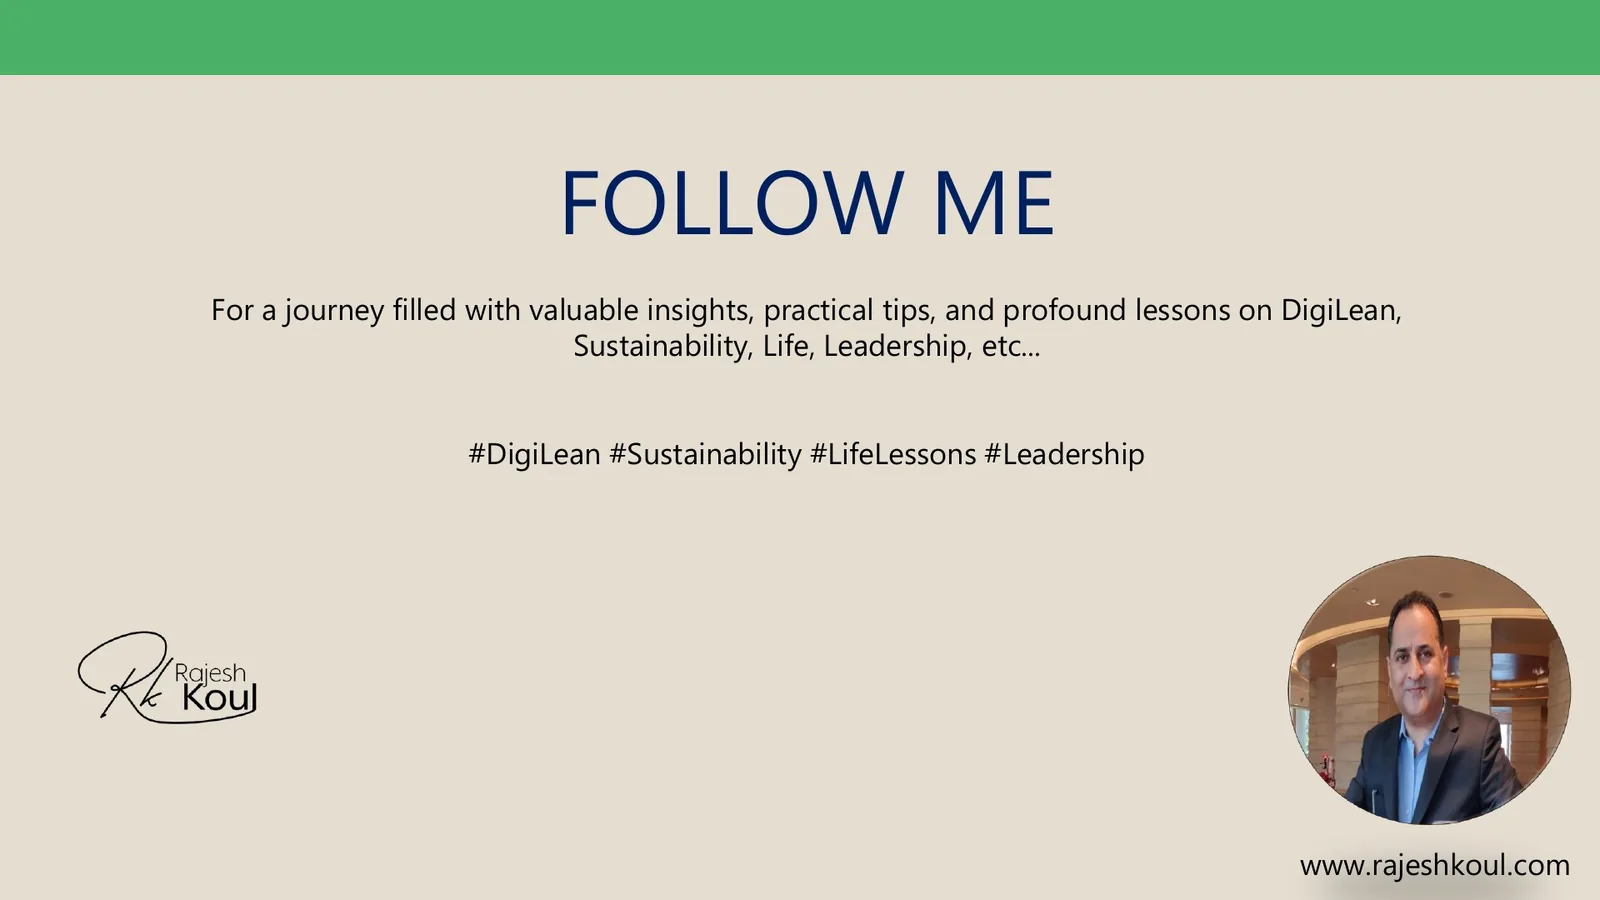 FOLLOW ME
For a journey filled with valuable insights, practical tips, and profound lessons on DigiLean,
Sustainability, Life, Leadership, etc...
#DigiLean #Sustainability #LifeLessons #Leadership
Rk
Rajesh
Koul
www.rajeshkoul.com